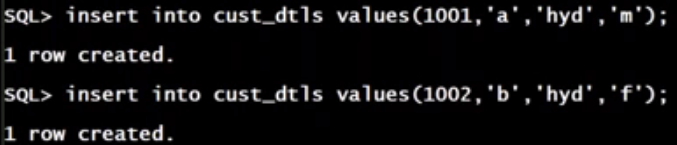 SQL> insert into cust_dtls values(1001,'a','hyd','m');
1 row created.
SQL> insert into cust_dtls values(1002,'b','hyd','f');
1 row created.